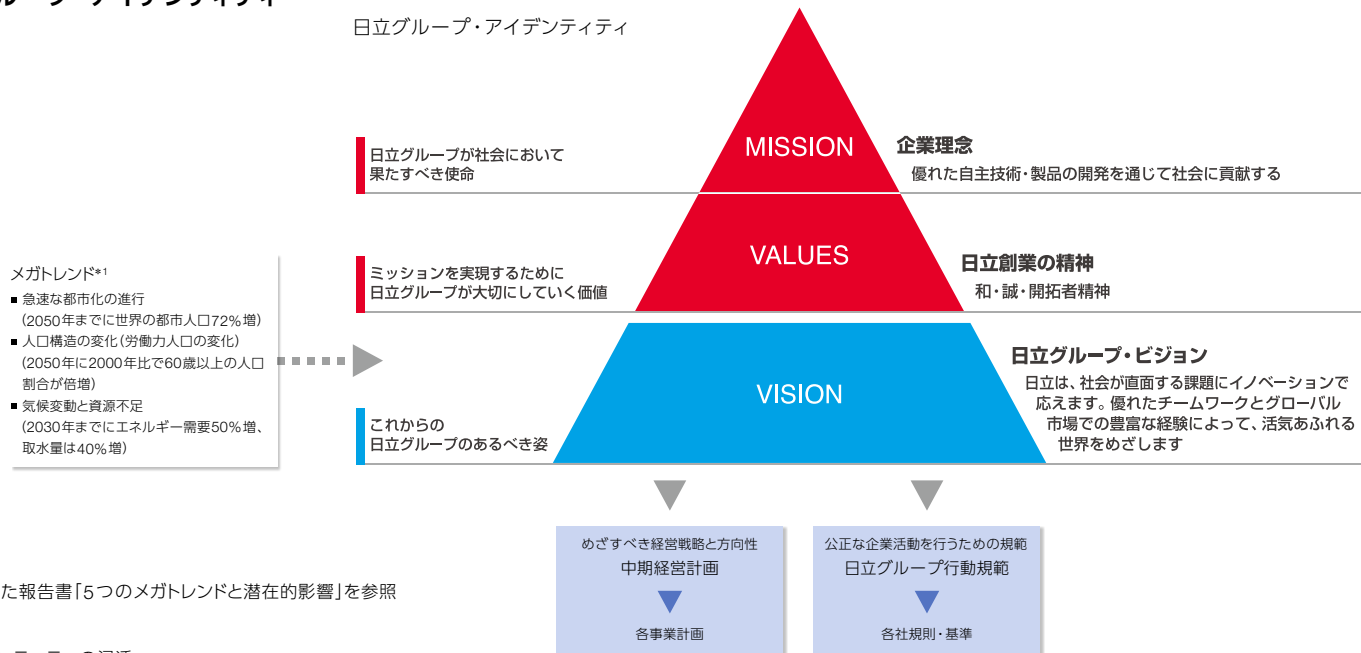 グループ・アイデンティティ
日立グループ・アイデンティティ
MISSION
日立グループが社会において
果たすべき使命
企業理念
優れた自主技術・製品の開発を通じて社会に貢献する
VALUES
ミッションを実現するために
日立グループが大切にしていく価値
日立創業の精神
和・誠・開拓者精神
メガトレンド*1
■ 急速な都市化の進行
(2050年までに世界の都市人口72%増)
■ 人口構造の変化(労働力人口の変化)
(2050年に2000年比で60歳以上の人口
割合が倍増)
■ 気候変動と資源不足
(2030年までにエネルギー需要50%増、
取水量は40%増)
VISION
これからの
日立グループのあるべき姿
日立グループ・ビジョン
日立は、社会が直面する課題にイノベーションで
応えます。優れたチームワークとグローバル
市場での豊富な経験によって、活気あふれる
世界をめざします
めざすべき経営戦略と方向性
中期経営計画
各事業計画
公正な企業活動を行うための規範
日立グループ行動規範
各社規則・基準
た報告書「5つのメガトレンドと潜在的影響」を参照